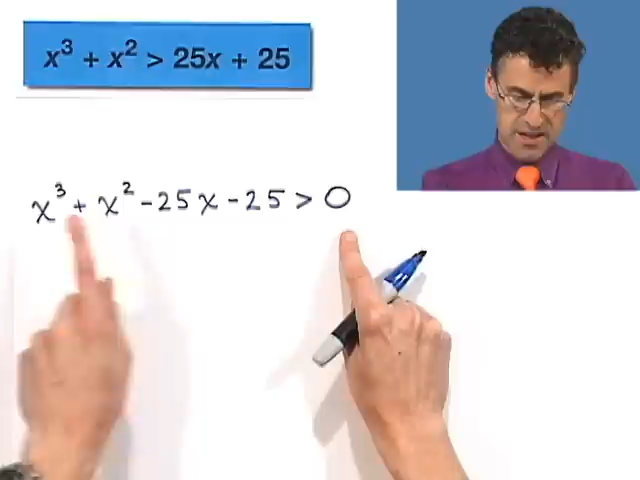 x³ + x² > 25x + 25
x³ + x² - 25x - 25 > 0